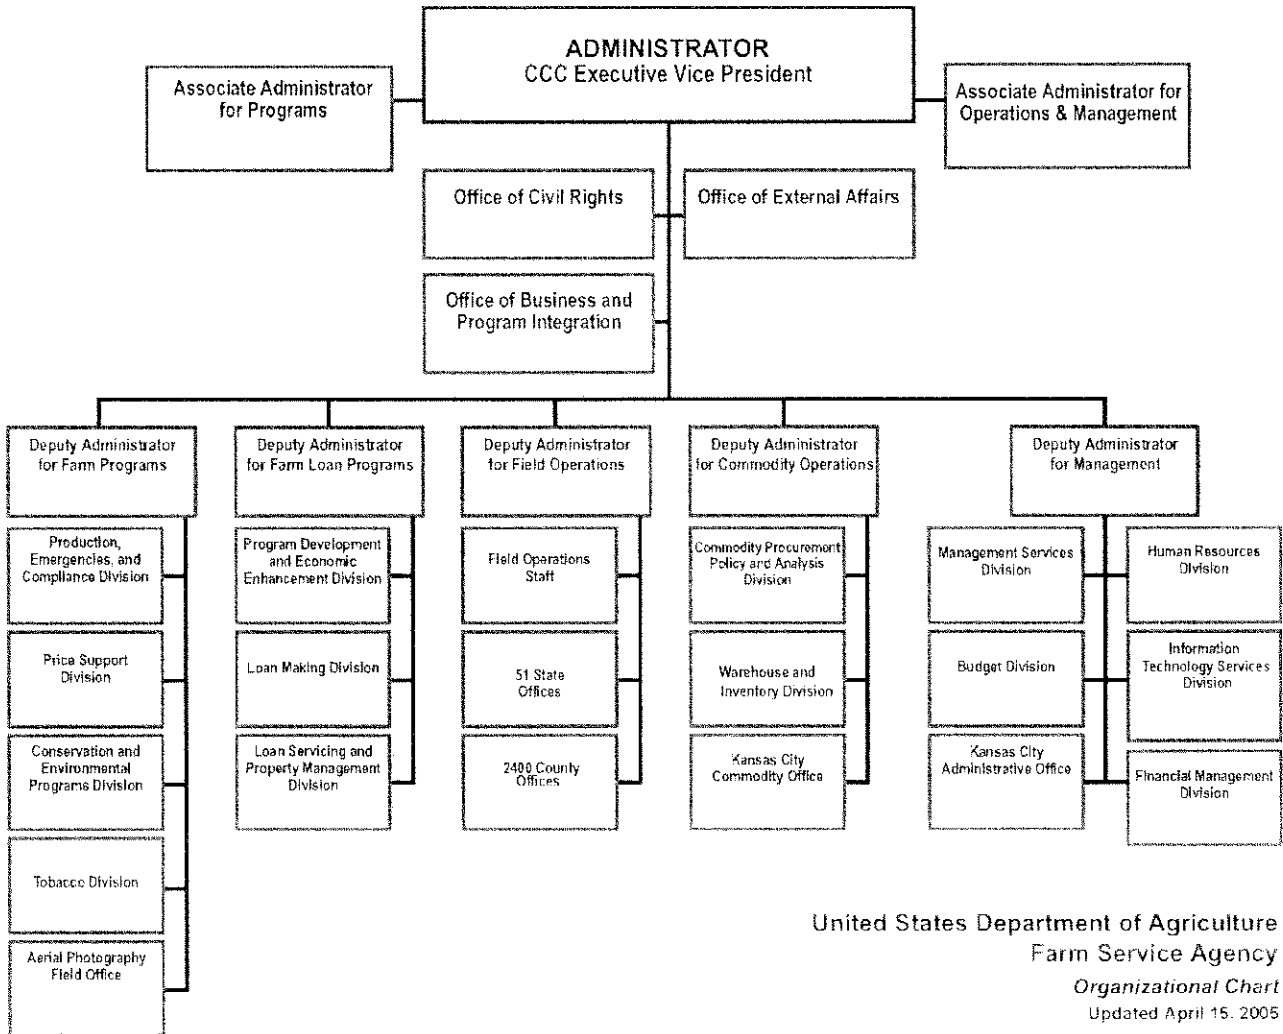 ADMINISTRATOR
CCC Executive Vice President
Associate Administrator
for Programs
Associate Administrator for
Operations & Management
Office of Civil Rights
Office of External Affairs
Office of Business and
Program Integration
Deputy Administrator
for Farm Programs
Deputy Administrator
for Farm Loan Programs
Deputy Administrator
for Field Operations
Deputy Administrator
for Commodity Operations
Deputy Administrator
for Management
Production,
Emergencies, and
Compliance Division
Program Development
and Economic
Enhancement Division
Field Operations
Staff
Commodity Procurement
Policy and Analysis
Division
Management Services
Division
Human Resources
Division
Price Support
Division
Loan Making Division
51 State
Offices
Warehouse and
Inventory Division
Budget Division
Information
Technology Services
Division
Conservation and
Environmental
Programs Division
Loan Servicing and
Property Management
Division
2400 County
Offices
Kansas City
Commodity Office
Kansas City
Administrative Office
Financial Management
Division
Tobacco Division
Aerial Photography
Field Office
United States Department of Agriculture
Farm Service Agency
Organizational Chart
Updated April 15, 2005